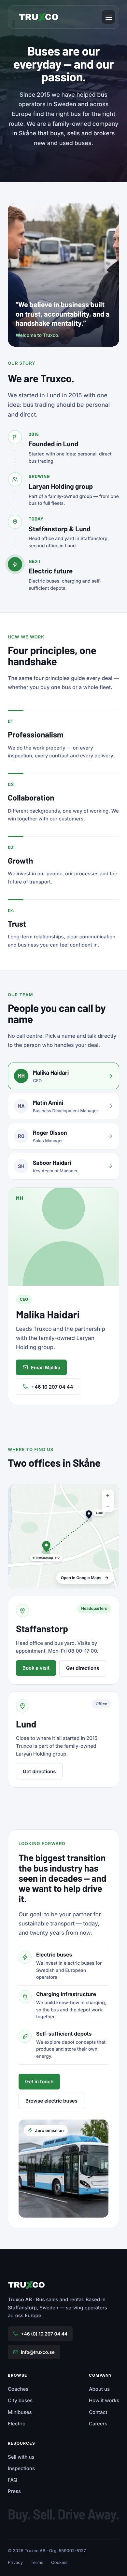 TRUXCO
Buses are our
everyday — and our
passion.
Since 2015 we have helped bus
operators in Sweden and across
Europe find the right bus for the right
route. We are a family-owned company
in Skåne that buys, sells and brokers
new and used buses.
“We believe in business built
on trust, accountability, and a
handshake mentality.”
Welcome to Truxco.
OUR STORY
We are Truxco.
We started in Lund in 2015 with one
idea: bus trading should be personal
and direct.
2015
Founded in Lund
Started with one idea: personal, direct
bus trading.
GROWING
Laryan Holding group
Part of a family-owned group — from one
bus to full fleets.
TODAY
Staffanstorp & Lund
Head office and yard in Staffanstorp,
second office in Lund.
NEXT
Electric future
Electric buses, charging and self-
sufficient depots.
HOW WE WORK
Four principles, one
handshake
The same four principles guide every deal —
whether you buy one bus or a whole fleet.
01
Professionalism
We do the work properly — on every
inspection, every contract and every delivery.
02
Collaboration
Different backgrounds, one way of working. We
win together with our customers.
03
Growth
We invest in our people, our processes and the
future of transport.
04
Trust
Long-term relationships, clear communication
and business you can feel confident in.
OUR TEAM
People you can call by
name
No call centre. Pick a name and talk directly
to the person who handles your deal.
MH
Malika Haidari
CEO
MA
Matin Amini
Business Development Manager
RO
Roger Olsson
Sales Manager
SH
Saboor Haidari
Key Account Manager
MH
CEO
Malika Haidari
Leads Truxco and the partnership
with the family-owned Laryan
Holding group.
Email Malika
+46 10 207 04 44
WHERE TO FIND US
Two offices in Skåne
+
−
Lund
Staffanstorp · HQ
Open in Google Maps
Headquarters
Staffanstorp
Head office and bus yard. Visits by
appointment, Mon–Fri 08:00–17:00.
Book a visit
Get directions
Office
Lund
Close to where it all started in 2015.
Truxco is part of the family-owned
Laryan Holding group.
Get directions
LOOKING FORWARD
The biggest transition
the bus industry has
seen in decades — and
we want to help drive
it.
Our goal: to be your partner for
sustainable transport — today,
and twenty years from now.
Electric buses
We invest in electric buses for
Swedish and European
operators.
Charging infrastructure
We build know-how in charging,
so the bus and the depot work
together.
Self-sufficient depots
We explore depot concepts that
produce and store their own
energy.
Get in touch
Browse electric buses
Zero emission
TRUXCO
Truxco AB · Bus sales and rental. Based in
Staffanstorp, Sweden — serving operators
across Europe.
+46 (0) 10 207 04 44
info@truxco.se
BROWSE
COMPANY
Coaches
About us
City buses
How it works
Minibuses
Contact
Electric
Careers
RESOURCES
Sell with us
Inspections
FAQ
Press
Buy. Sell. Drive Away.
© 2026 Truxco AB · Org. 559002-5127
Privacy
Terms
Cookies